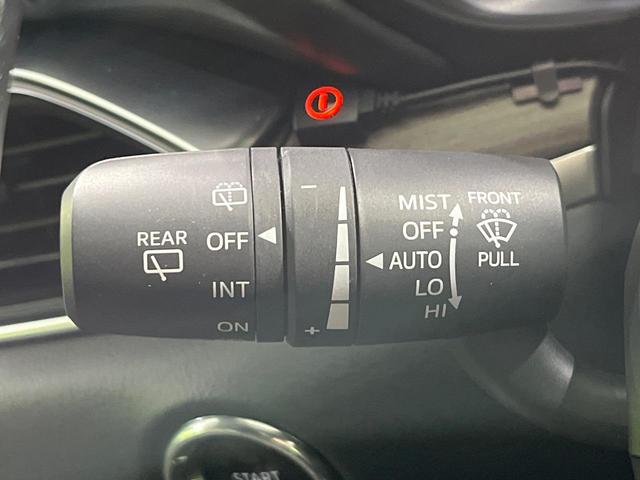 REAR
OFF
INT
ON
−
+
MIST
OFF
AUTO
LO
HI
FRONT
PULL
START